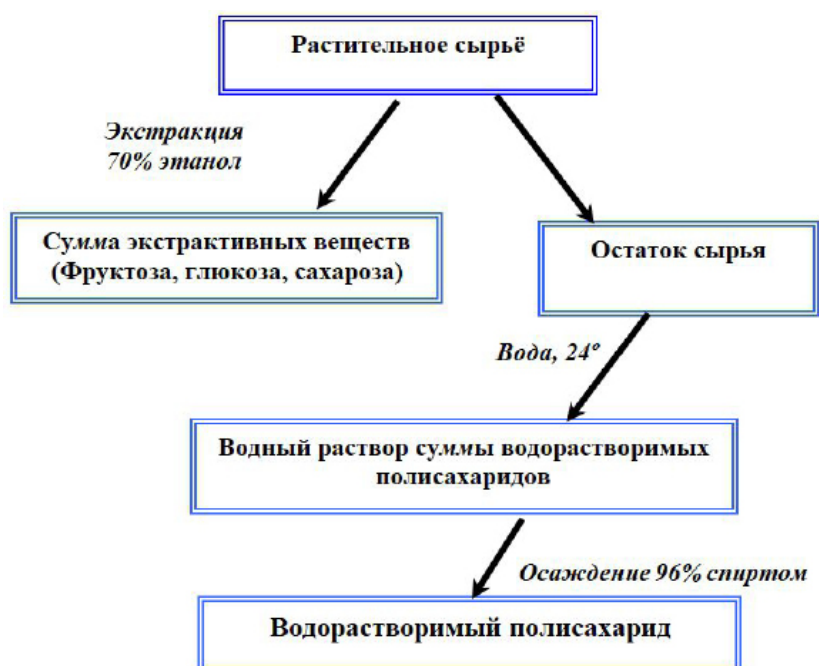 Растительное сырьё
Экстракция
70% этанол
Сумма экстрактивных веществ
(Фруктоза, глюкоза, сахароза)
Остаток сырья
Вода, 24°
Водный раствор суммы водорастворимых
полисахаридов
Осаждение 96% спиртом
Водорастворимый полисахарид